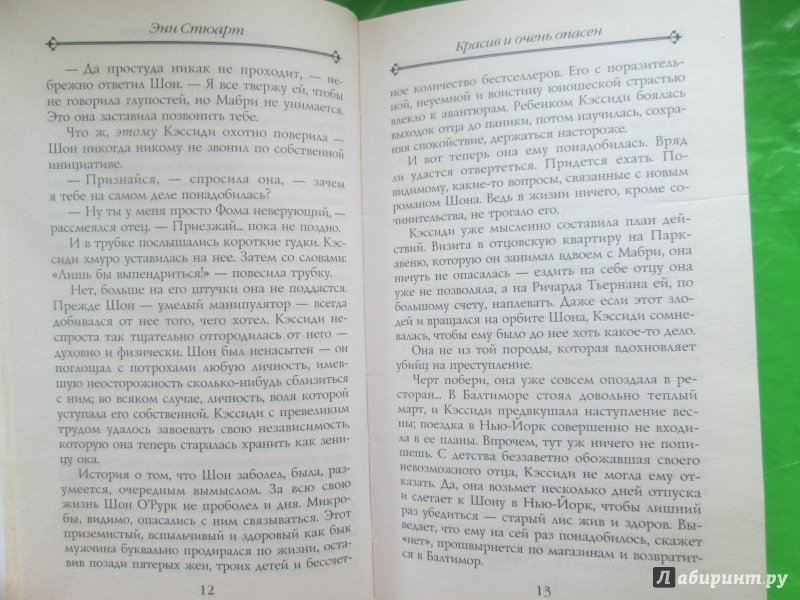 Энн Стюарт
— Да простуда никак не проходит, — не-
брежно ответил Шон. — Я все твержу ей, чтобы
не говорила глупостей, но Мабри не унимается.
Это она заставила позвонить тебе.
Что ж, этому Кэссиди охотно поверила —
Шон никогда никому не звонил по собственной
инициативе.
— Признайся, — спросила она, — зачем
я тебе на самом деле понадобилась?
— Ну ты у меня просто Фома неверующий, —
рассмеялся отец. — Приезжай... пока не поздно.
И в трубке послышались короткие гудки. Кэс-
сиди хмуро уставилась на нее. Затем со словами:
«Лишь бы выпендриться!» — повесила трубку.
Нет, больше на его штучки она не поддастся.
Прежде Шон — умелый манипулятор — всегда
добивался от нее того, чего хотел. Кэссиди не-
спроста так тщательно отгородилась от него —
духовно и физически. Шон был ненасытен — он
поглощал с потрохами любую личность, имев-
шую неосторожность сколько-нибудь сблизиться
с ним; во всяком случае, личность, воля которой
уступала его собственной. Кэссиди с превеликим
трудом удалось завоевать свою независимость,
которую она теперь старалась хранить как зени-
цу ока.
История о том, что Шон заболел, была, раз-
умеется, очередным вымыслом. За всю свою
жизнь Шон О'Рурк не проболел и дня. Микро-
бы, видимо, опасались с ним связываться. Этот
приземистый, вспыльчивый и здоровый как бык
мужчина буквально продирался по жизни, оста-
вив позади пятерых жен, троих детей и бессчет-
12
Красив и очень опасен
ное количество бестселлеров. Его с поразитель-
ной, неуемной и воистину юношеской страстью
влекло к авантюрам. Ребенком Кэссиди боялась
выходок отца до паники, потом научилась, сохра-
няя спокойствие, держаться настороже.
И вот теперь она ему понадобилась. Вряд
ли удастся отвертеться. Придется ехать. По-
видимому, какие-то вопросы, связанные с новым
романом Шона. Ведь в жизни ничего, кроме со-
чинительства, не трогало его.
Кэссиди уже мысленно составила план дей-
ствий. Визита в отцовскую квартиру на Парк-
авеню, которую он занимал вдвоем с Мабри, она
ничуть не опасалась — ездить на себе отцу она
уже не позволяла, а на Ричарда Тьернана ей, по
большому счету, наплевать. Даже если этот зло-
дей и вращался на орбите Шона, Кэссиди сомне-
валась, чтобы ему было до нее хоть какое-то дело.
Она не из той породы, которая вдохновляет
убийц на преступление.
Черт побери, она уже совсем опоздала в ре-
сторан... В Балтиморе стоял довольно теплый
март, и Кэссиди предвкушала наступление вес-
ны; поездка в Нью-Йорк совершенно не входи-
ла в ее планы. Впрочем, тут уж ничего не попи-
шешь. С детства беззаветно обожавшая своего
невозможного отца, Кэссиди не могла ему от-
казать. Да, она возьмет несколько дней отпуска
и слетает к Шону в Нью-Йорк, чтобы лишний
раз убедиться — старый лис жив и здоров. Вы-
ведает, что ему на сей раз понадобилось, скажет
«нет», прошвырнется по магазинам и возвратит-
ся в Балтимор.
13
Лабиринт.ру